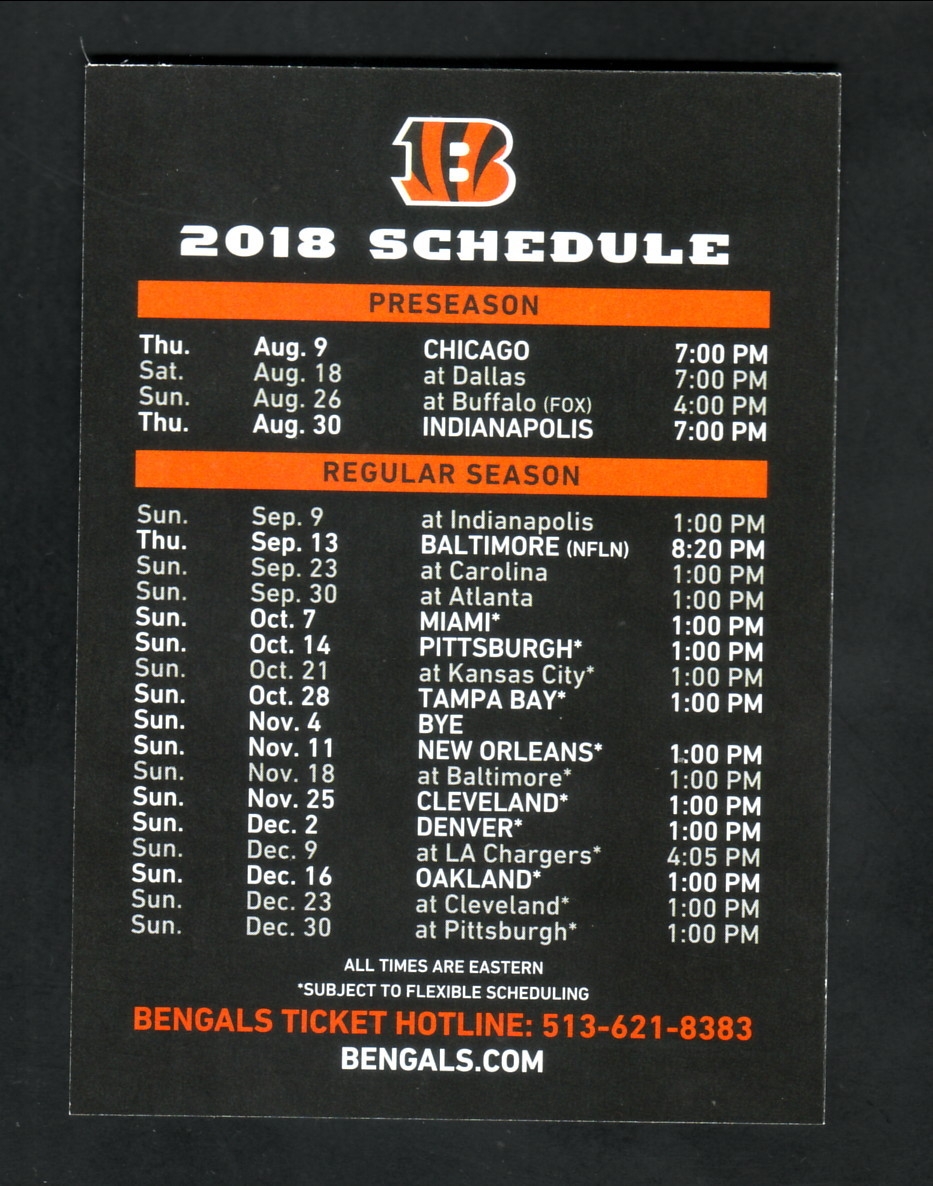 B
2018 SCHEDULE
PRESEASON
Thu. Aug. 9 CHICAGO 7:00 PM
Sat. Aug. 18 at Dallas 7:00 PM
Sun. Aug. 26 at Buffalo (FOX) 4:00 PM
Thu. Aug. 30 INDIANAPOLIS 7:00 PM
REGULAR SEASON
Sun. Sep. 9 at Indianapolis 1:00 PM
Thu. Sep. 13 BALTIMORE (NFLN) 8:20 PM
Sun. Sep. 23 at Carolina 1:00 PM
Sun. Sep. 30 at Atlanta 1:00 PM
Sun. Oct. 7 MIAMI* 1:00 PM
Sun. Oct. 14 PITTSBURGH* 1:00 PM
Sun. Oct. 21 at Kansas City* 1:00 PM
Sun. Oct. 28 TAMPA BAY* 1:00 PM
Sun. Nov. 4 BYE
Sun. Nov. 11 NEW ORLEANS* 1:00 PM
Sun. Nov. 18 at Baltimore* 1:00 PM
Sun. Nov. 25 CLEVELAND* 1:00 PM
Sun. Dec. 2 DENVER* 1:00 PM
Sun. Dec. 9 at LA Chargers* 4:05 PM
Sun. Dec. 16 OAKLAND* 1:00 PM
Sun. Dec. 23 at Cleveland* 1:00 PM
Sun. Dec. 30 at Pittsburgh* 1:00 PM
ALL TIMES ARE EASTERN
*SUBJECT TO FLEXIBLE SCHEDULING
BENGALS TICKET HOTLINE: 513-621-8383
BENGALS.COM